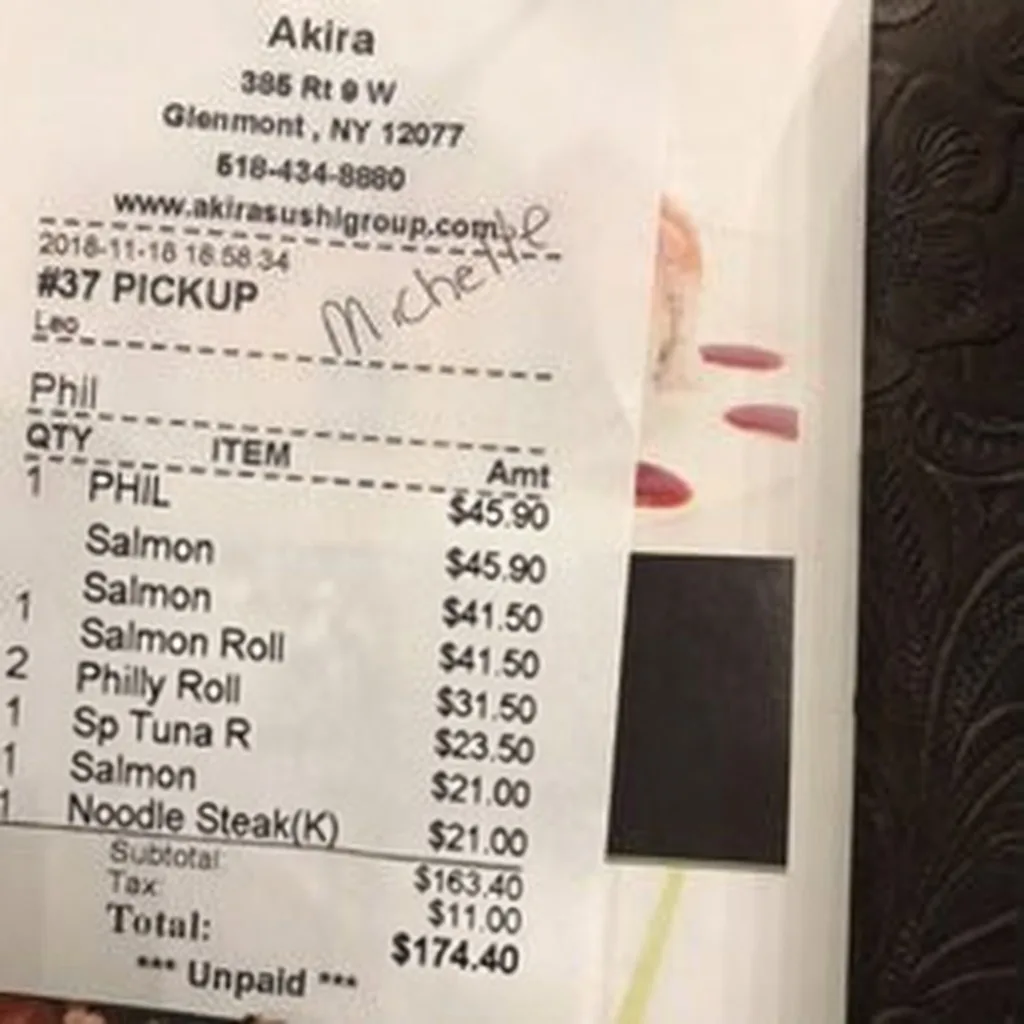 Akira
385 Rt 9 W
Glenmont , NY 12077
518-434-8880
www.akirasushigroup.com
2018-11-18 18:58:34
Michelle
#37 PICKUP
Leo
Phil
QTY ITEM Amt
1 PHIL $45.90
Salmon $45.90
Salmon $41.50
1 Salmon Roll $41.50
2 Philly Roll $31.50
1 Sp Tuna R $23.50
1 Salmon $21.00
1 Noodle Steak(K) $21.00
Subtotal: $163.40
Tax: $11.00
Total: $174.40
*** Unpaid ***